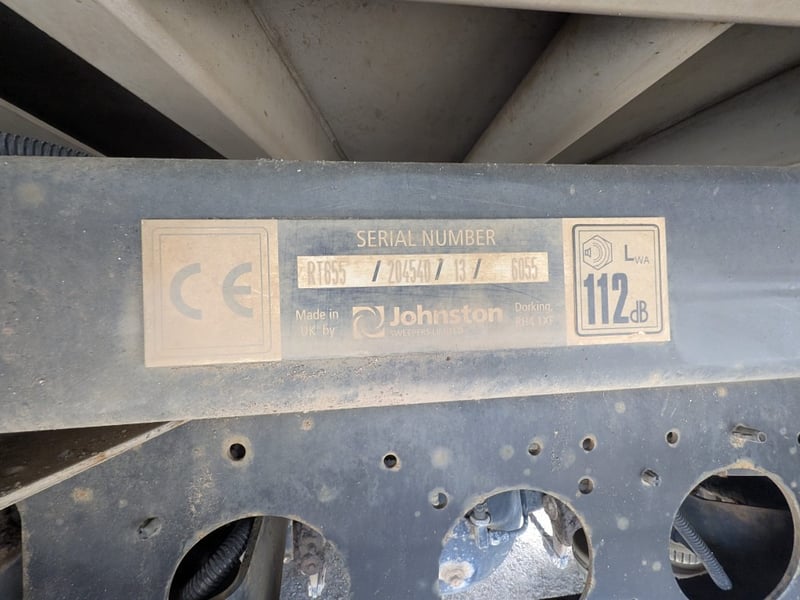 SERIAL NUMBER
RT655 / 204540 / 13 / 6055
CE
Made in
UK by
Johnston
SWEEPERS LIMITED
Dorking,
RH4 1XF
LWA
112dB